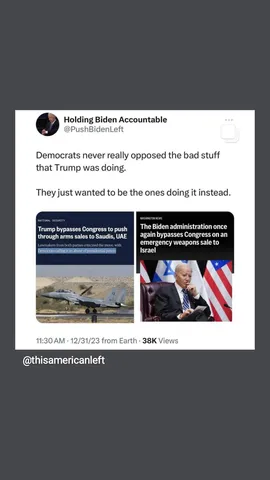 Holding Biden Accountable
@PushBidenLeft
Democrats never really opposed the bad stuff
that Trump was doing.
They just wanted to be the ones doing it instead.
Trump bypasses Congress to push
through arms sales to Saudis, UAE
The Biden administration once
again bypasses Congress on an
emergency weapons sale to
Israel
11:30 AM · 12/31/23 from Earth · 38K Views
@thisamericanleft